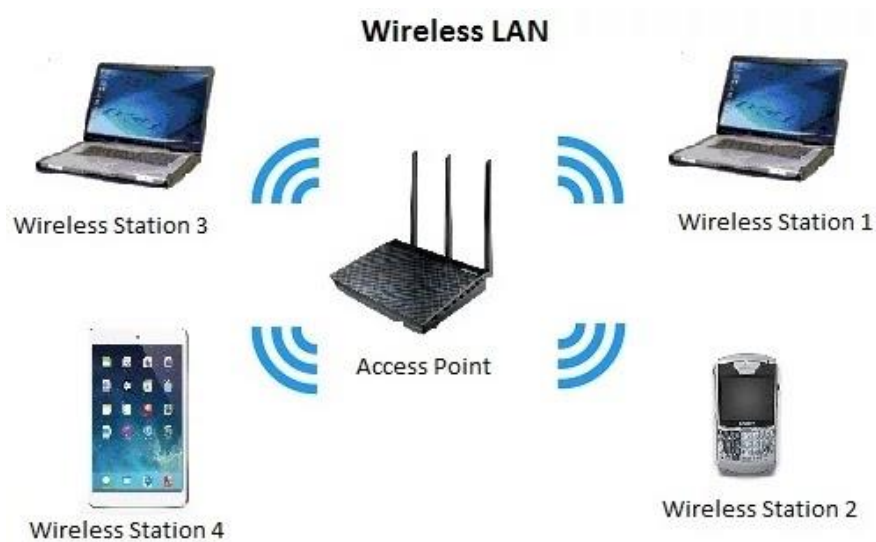 Wireless LAN
Wireless Station 3
Wireless Station 1
Access Point
Wireless Station 4
Wireless Station 2